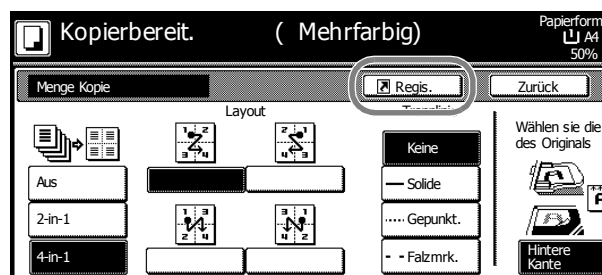 Kopierbereit. ( Mehrfarbig)
Papierform
A4
50%
Menge Kopie
Regis.
Zurück
Layout
Wählen sie die
des Originals
Keine
Aus
Solide
2-in-1
Gepunkt.
4-in-1
Falzmrk.
Hintere
Kante